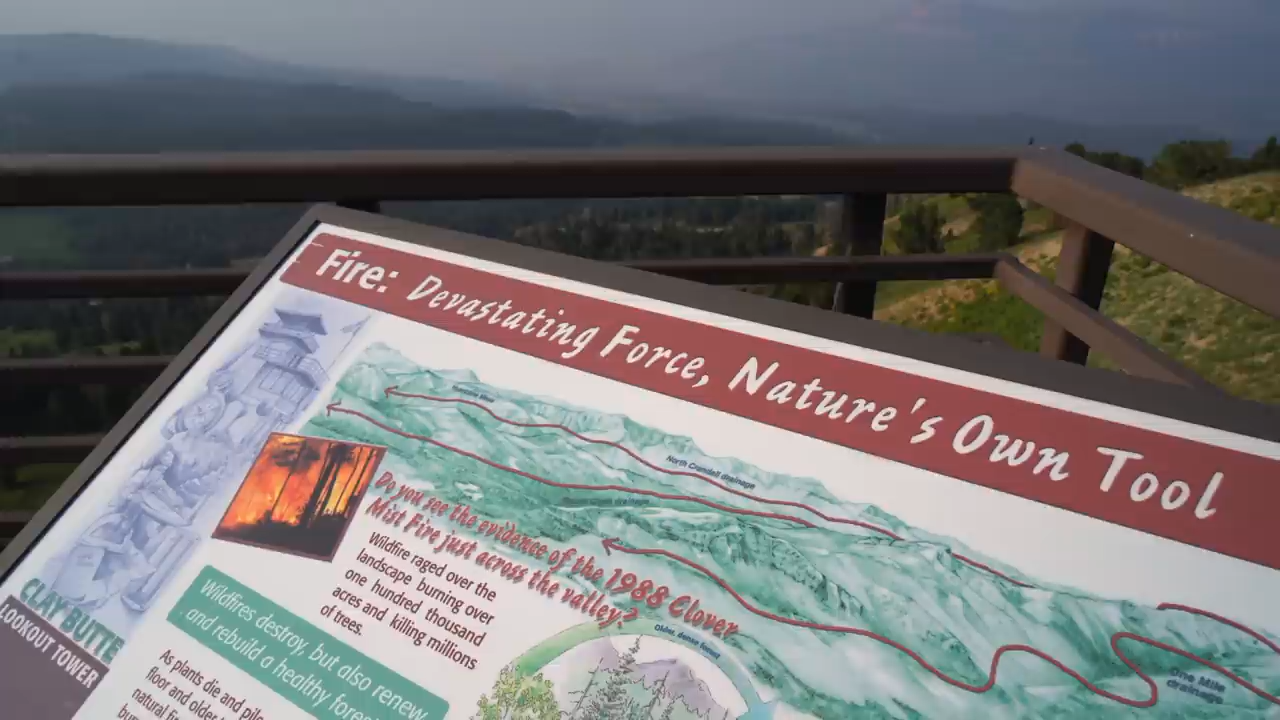 Fire: Devastating Force, Nature's Own Tool
North Crandall drainage
Do you see the evidence of the 1988 Clover
Mist Fire just across the valley?
Wildfire raged over the
landscape burning over
one hundred thousand
acres and killing millions
of trees.
Older, dense forest
One Mile
drainage
Wildfires destroy, but also renew
and rebuild a healthy forest
As plants die and pile
floor and older
natural
CLAY BUTTE
LOOKOUT TOWER